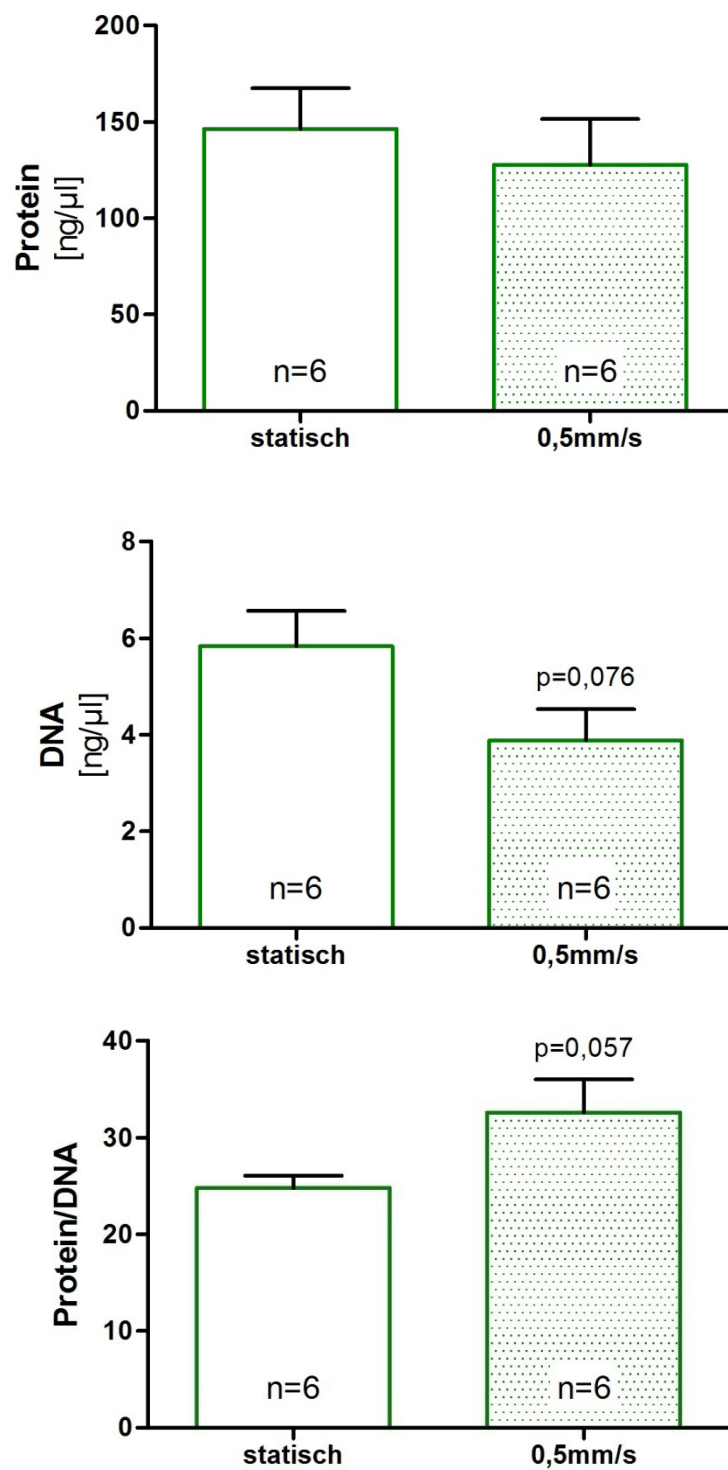 200
150
100
50
0
Protein
[ng/µl]
n=6
n=6
statisch
0,5mm/s
8
6
4
2
0
DNA
[ng/µl]
p=0,076
n=6
n=6
statisch
0,5mm/s
40
30
20
10
0
Protein/DNA
p=0,057
n=6
n=6
statisch
0,5mm/s